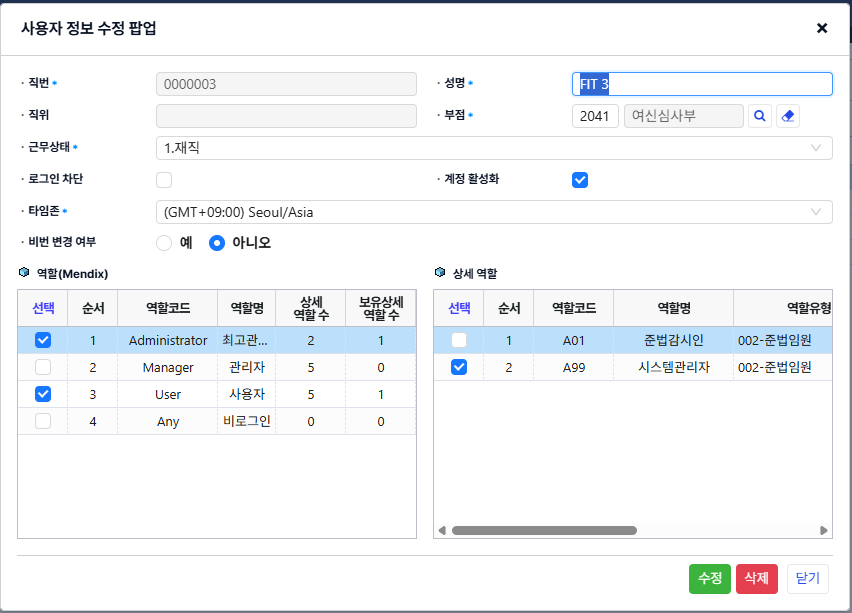 사용자 정보 수정 팝업
· 직번 * 0000003 · 성명 * FIT 3
· 직위 · 부점 * 2041 여신심사부
· 근무상태 * 1.재직
· 로그인 차단 · 계정 활성화
· 타임존 * (GMT+09:00) Seoul/Asia
· 비번 변경 여부 예 아니오
역할(Mendix)
선택 순서 역할코드 역할명 상세 역할 수 보유상세 역할 수
1 Administrator 최고관... 2 1
2 Manager 관리자 5 0
3 User 사용자 5 1
4 Any 비로그인 0 0
상세 역할
선택 순서 역할코드 역할명 역할유형
1 A01 준법감시인 002-준법임원
2 A99 시스템관리자 002-준법임원
수정 삭제 닫기